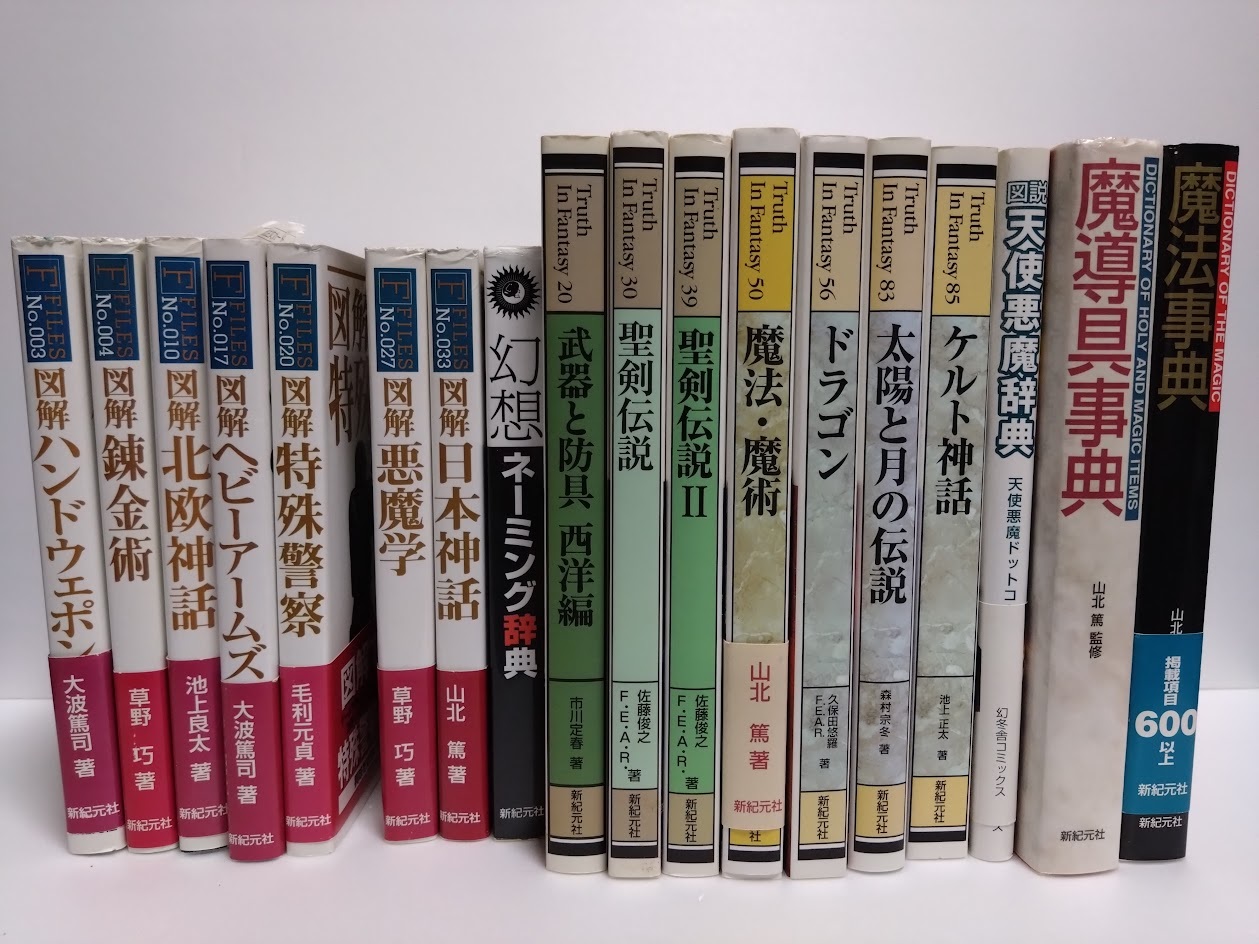 F FILES No.003
図解 ハンドウェポン
大波篤司 著
新紀元社
F FILES No.004
図解 錬金術
草野 巧 著
新紀元社
F FILES No.010
図解 北欧神話
池上良太 著
新紀元社
F FILES No.017
図解 ヘビーアームズ
大波篤司 著
新紀元社
F FILES No.020
図解 特殊警察
毛利元貞 著
新紀元社
F FILES No.027
図解 悪魔学
草野 巧 著
新紀元社
F FILES No.033
図解 日本神話
山北 篤 著
新紀元社
幻想ネーミング辞典
新紀元社
Truth In Fantasy 20
武器と防具 西洋編
市川定春 著
新紀元社
Truth In Fantasy 30
聖剣伝説
佐藤俊之 F.E.A.R. 著
新紀元社
Truth In Fantasy 39
聖剣伝説II
佐藤俊之 F.E.A.R. 著
新紀元社
Truth In Fantasy 50
魔法・魔術
山北 篤 著
新紀元社
社
Truth In Fantasy 56
ドラゴン
久保田悠羅 F.E.A.R. 著
新紀元社
Truth In Fantasy 83
太陽と月の伝説
森村宗冬 著
新紀元社
Truth In Fantasy 85
ケルト神話
池上正太 著
新紀元社
図説 天使悪魔辞典
天使悪魔ドットコ
幻冬舎コミックス
ス
DICTIONARY OF HOLY AND MAGIC ITEMS
魔導具事典
山北 篤 監修
新紀元社
DICTIONARY OF THE MAGIC
魔法事典
山北
掲載項目
600
以上
新紀元社